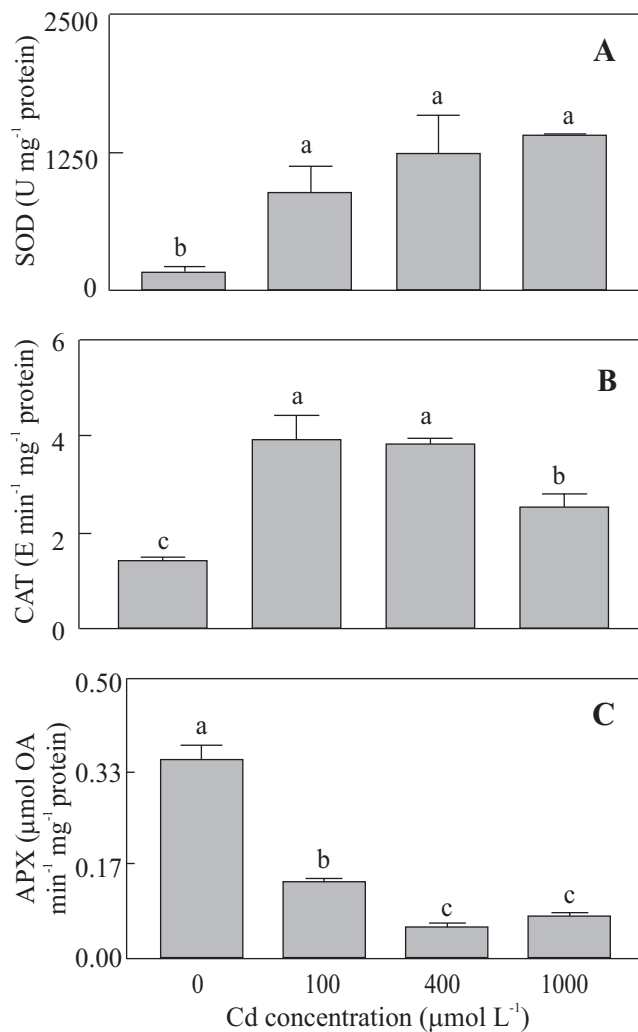 2500
A
a
a
a
1250
b
0
SOD (U mg⁻¹ protein)
6
B
a
a
4
b
c
2
0
CAT (E min⁻¹ mg⁻¹ protein)
0.50
C
a
0.33
b
0.17
c
c
0.00
APX (μmol OA
min⁻¹ mg⁻¹ protein)
0 100 400 1000
Cd concentration (μmol L⁻¹)